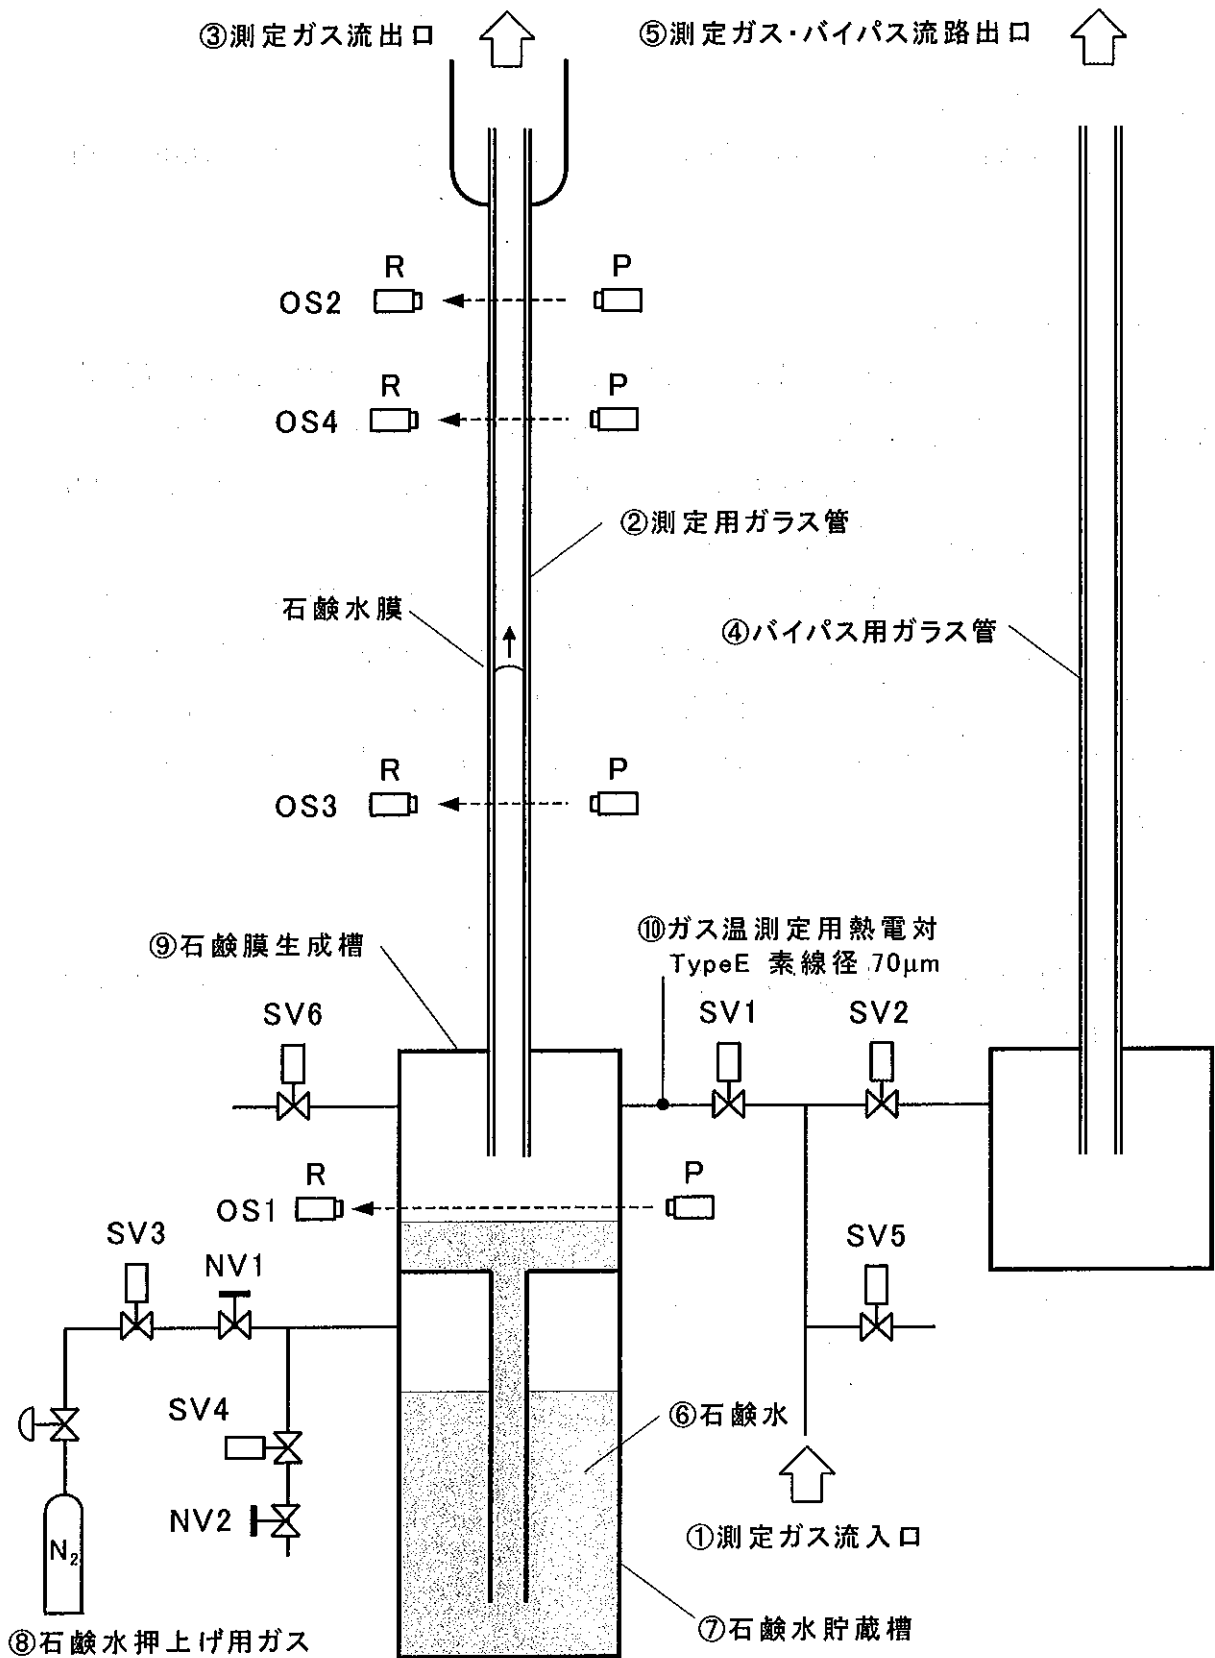 ③測定ガス流出口
⑤測定ガス・バイパス流路出口
R
P
OS2
R
P
OS4
②測定用ガラス管
石鹸水膜
④バイパス用ガラス管
R
P
OS3
⑨石鹸膜生成槽
⑩ガス温測定用熱電対
TypeE 素線径 70μm
SV6
SV1
SV2
R
P
OS1
SV3
NV1
SV5
SV4
⑥石鹸水
NV2
N₂
①測定ガス流入口
⑧石鹸水押上げ用ガス
⑦石鹸水貯蔵槽